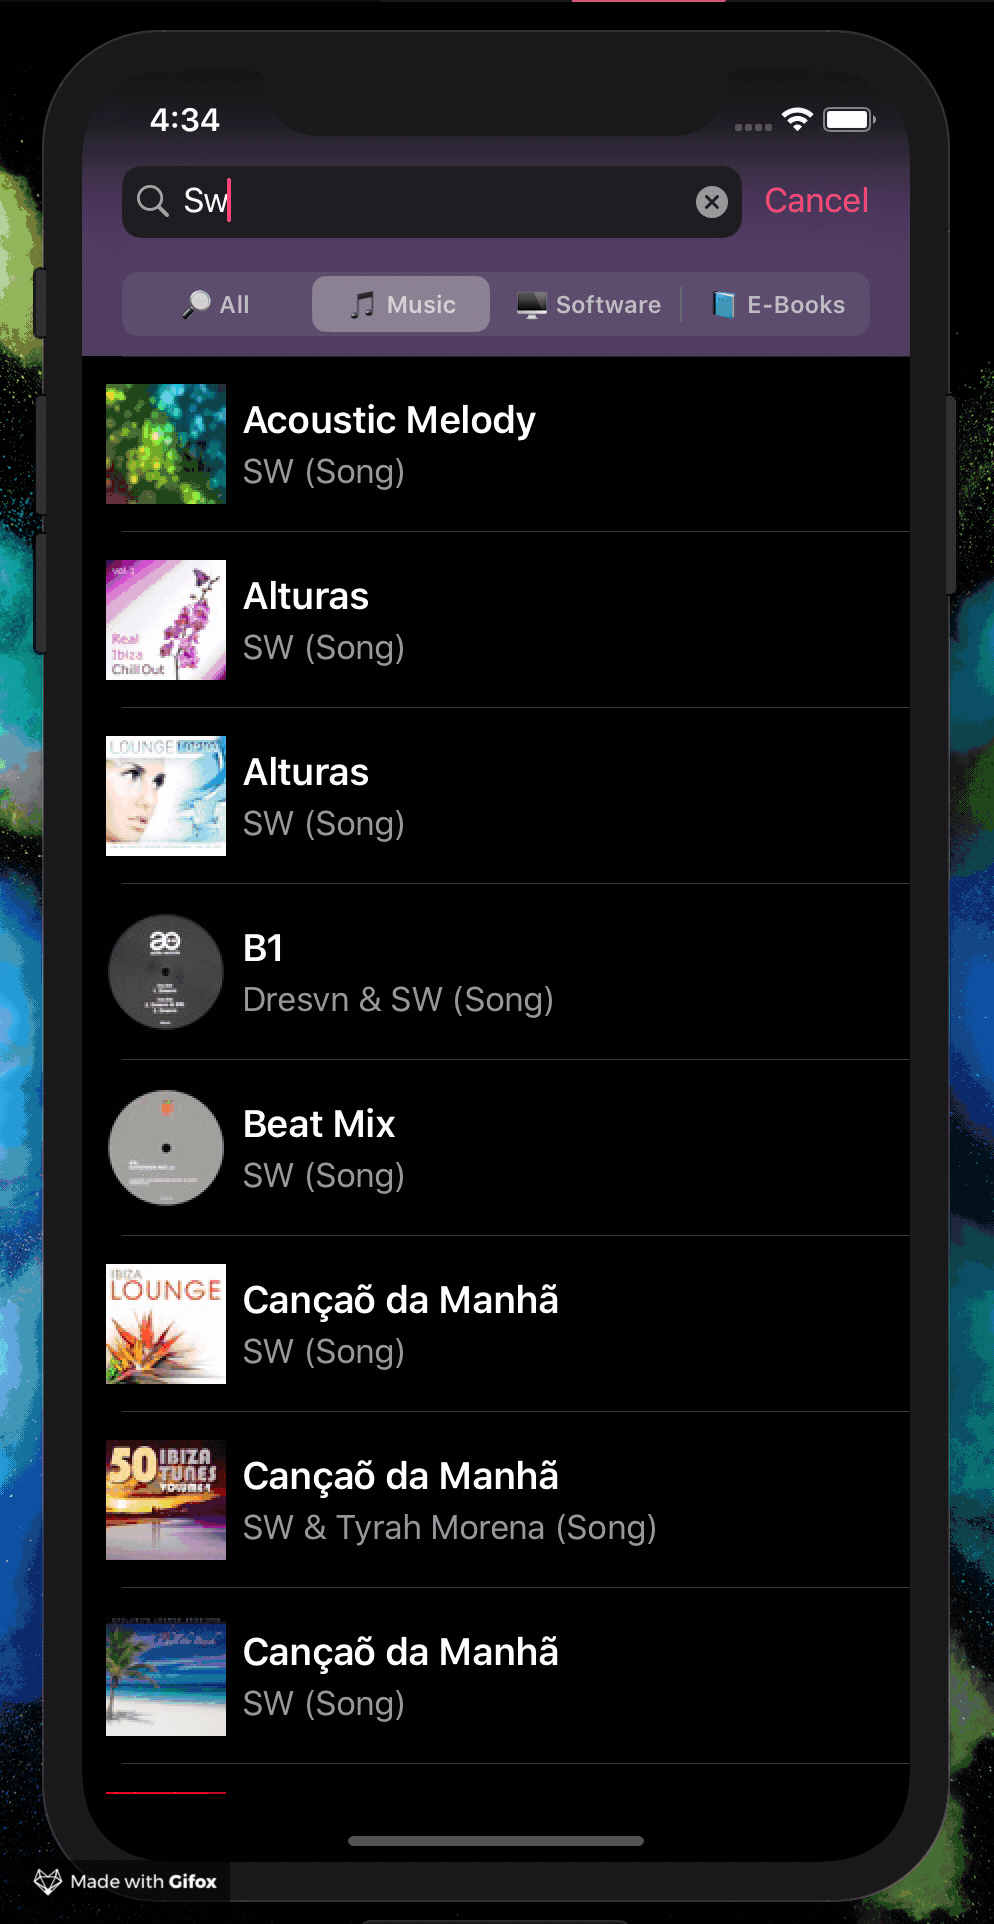 4:34
Sw
Cancel
All
Music
Software
E-Books
Acoustic Melody
SW (Song)
vol.1
Real
Ibiza
Chill Out
Alturas
SW (Song)
LOUNGE
Alturas
SW (Song)
B1
Dresvn & SW (Song)
Beat Mix
SW (Song)
IBIZA
LOUNGE
Cançaõ da Manhã
SW (Song)
50 IBIZA
TUNES
VOLUME 1
Cançaõ da Manhã
SW & Tyrah Morena (Song)
Cançaõ da Manhã
SW (Song)
Made with Gifox